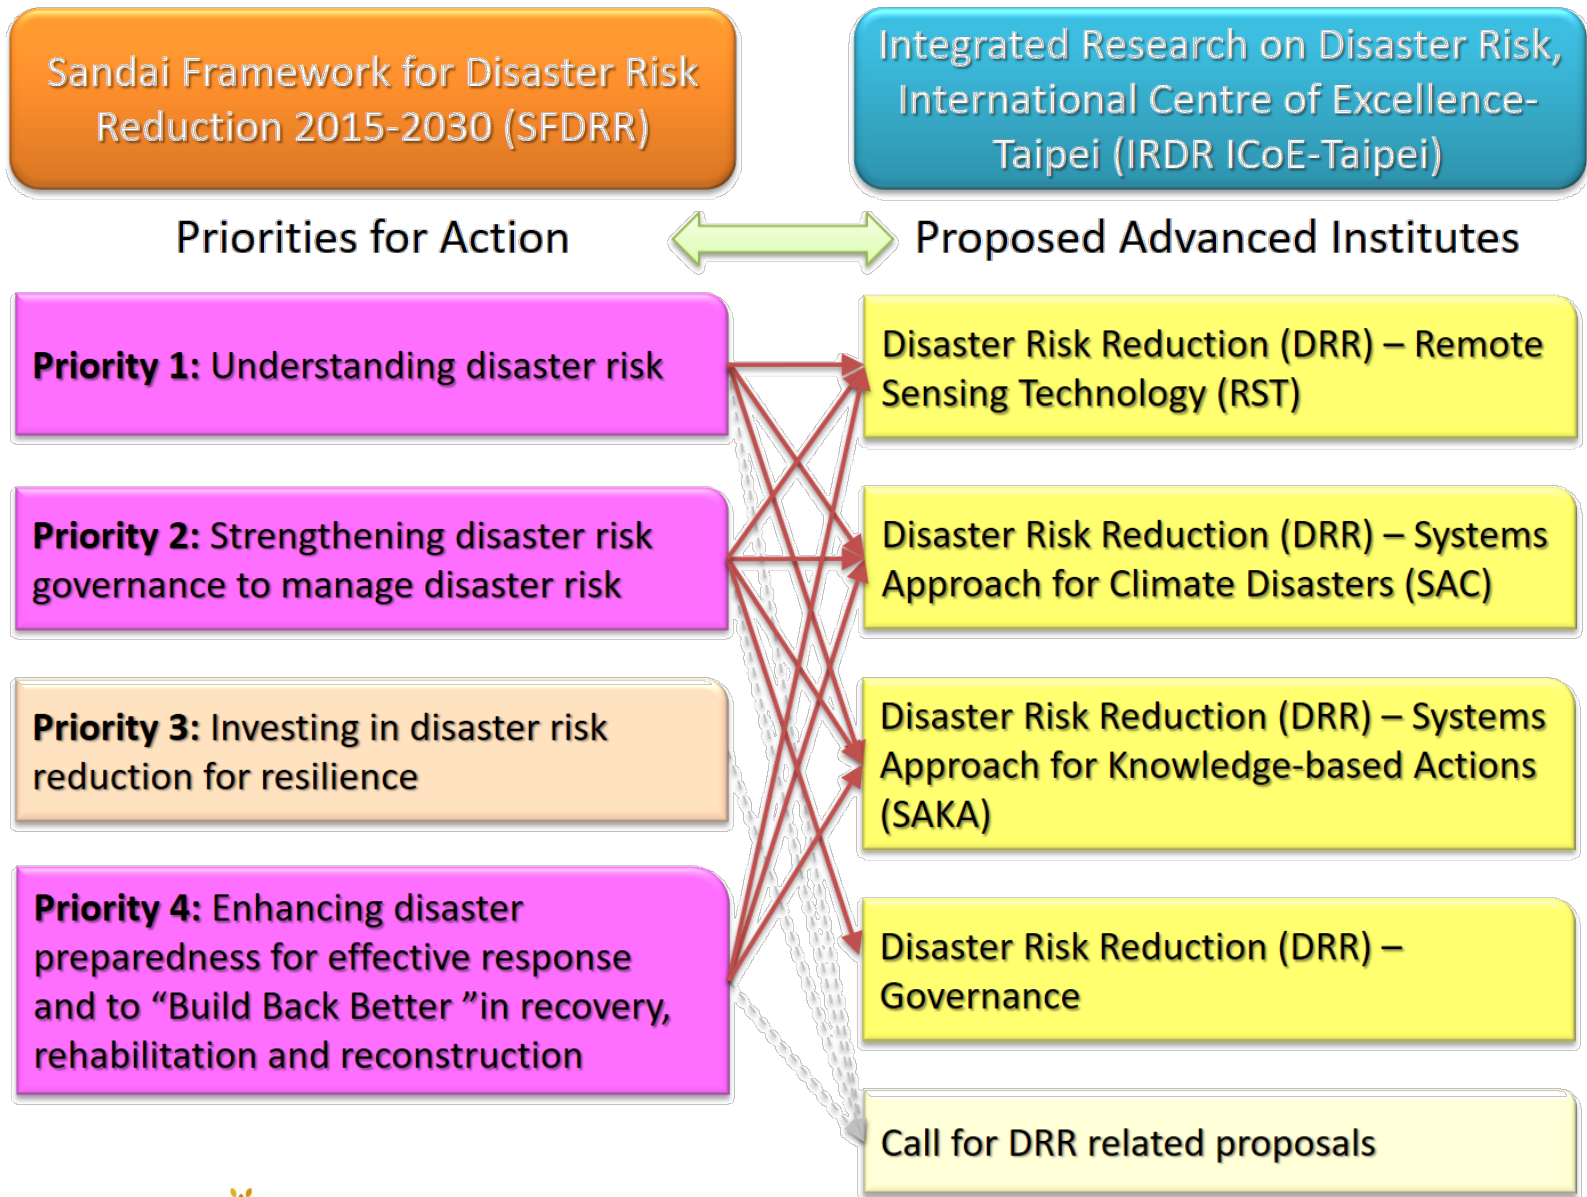 Sandai Framework for Disaster Risk
Reduction 2015-2030 (SFDRR)
Integrated Research on Disaster Risk,
International Centre of Excellence-
Taipei (IRDR ICoE-Taipei)
Priorities for Action
Proposed Advanced Institutes
Priority 1: Understanding disaster risk
Disaster Risk Reduction (DRR) – Remote
Sensing Technology (RST)
Priority 2: Strengthening disaster risk
governance to manage disaster risk
Disaster Risk Reduction (DRR) – Systems
Approach for Climate Disasters (SAC)
Priority 3: Investing in disaster risk
reduction for resilience
Disaster Risk Reduction (DRR) – Systems
Approach for Knowledge-based Actions
(SAKA)
Priority 4: Enhancing disaster
preparedness for effective response
and to “Build Back Better ”in recovery,
rehabilitation and reconstruction
Disaster Risk Reduction (DRR) –
Governance
Call for DRR related proposals